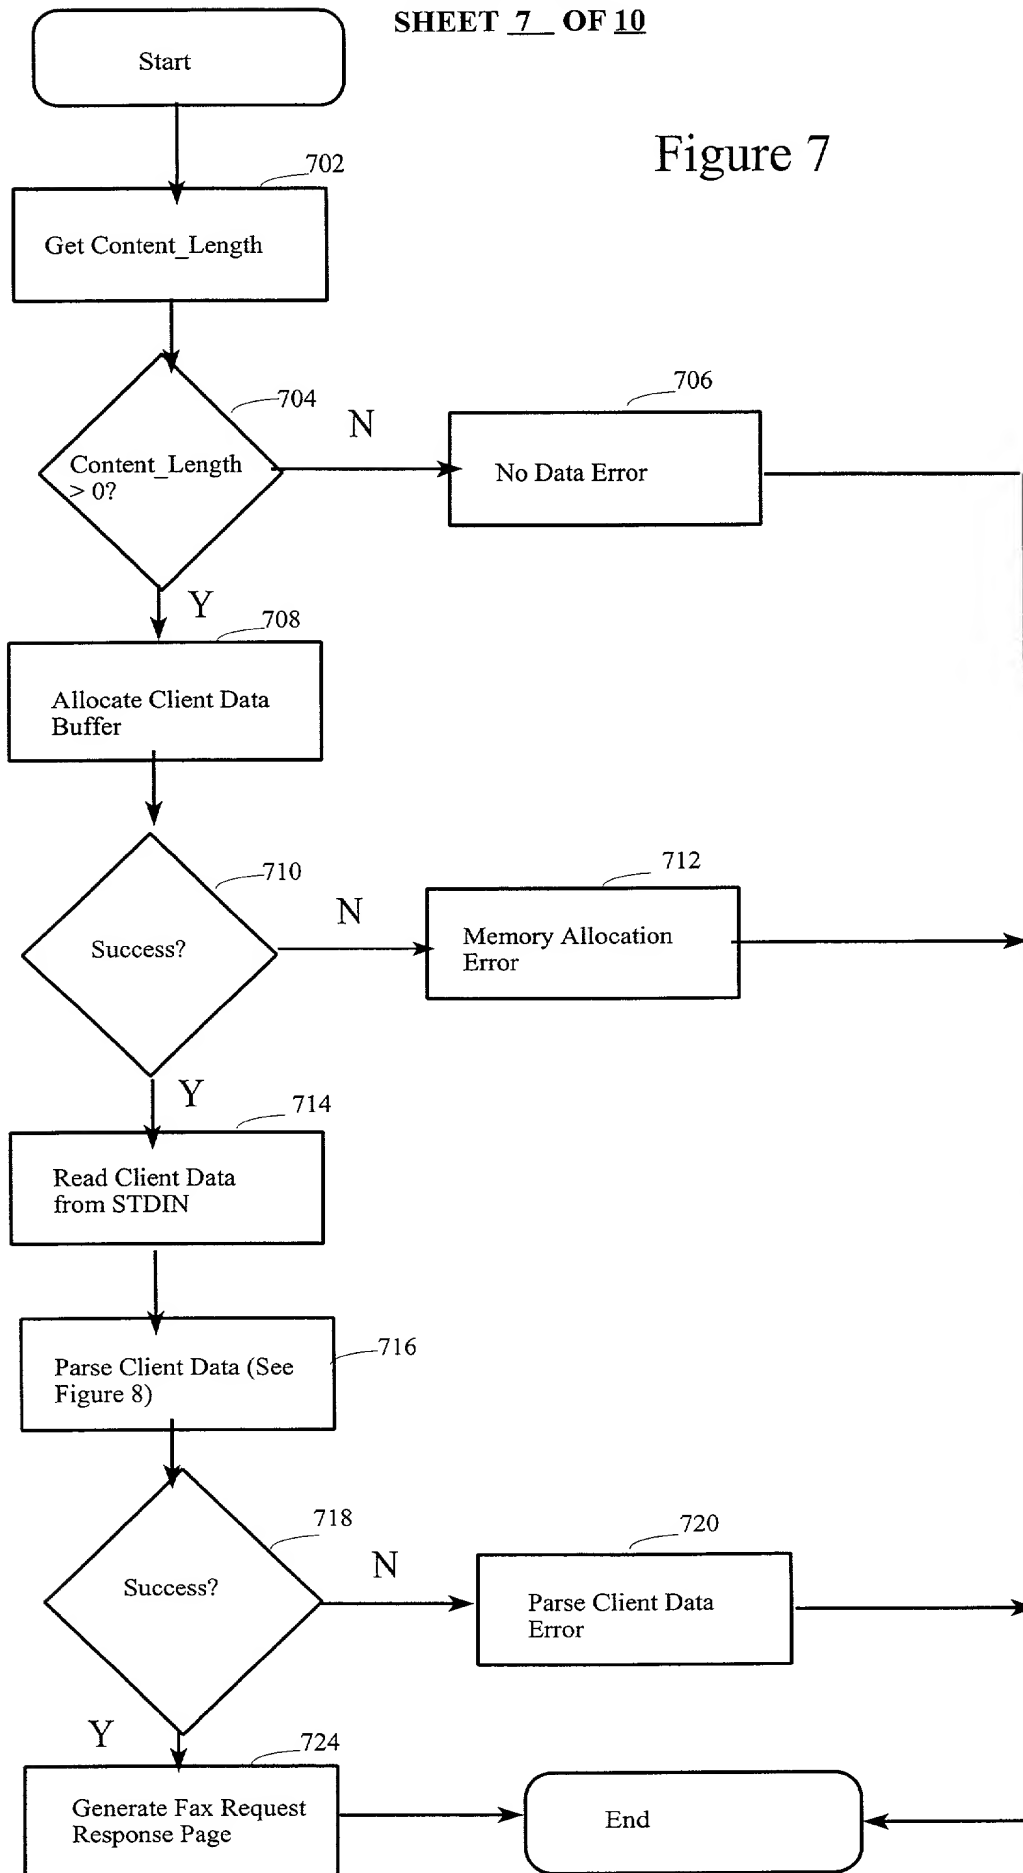 SHEET 7 OF 10
Start
Figure 7
702
Get Content_Length
704
N
706
Content_Length
> 0?
No Data Error
Y
708
Allocate Client Data
Buffer
710
N
712
Success?
Memory Allocation
Error
Y
714
Read Client Data
from STDIN
716
Parse Client Data (See
Figure 8)
718
N
720
Success?
Parse Client Data
Error
Y
724
Generate Fax Request
Response Page
End